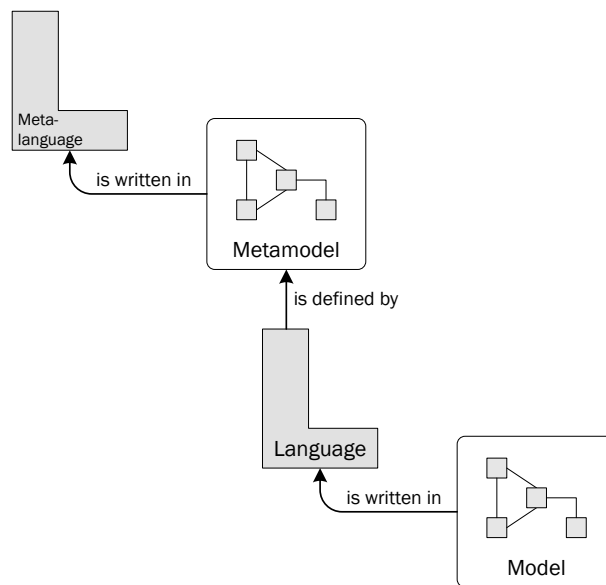 Meta-
language
is written in
Metamodel
is defined by
Language
is written in
Model